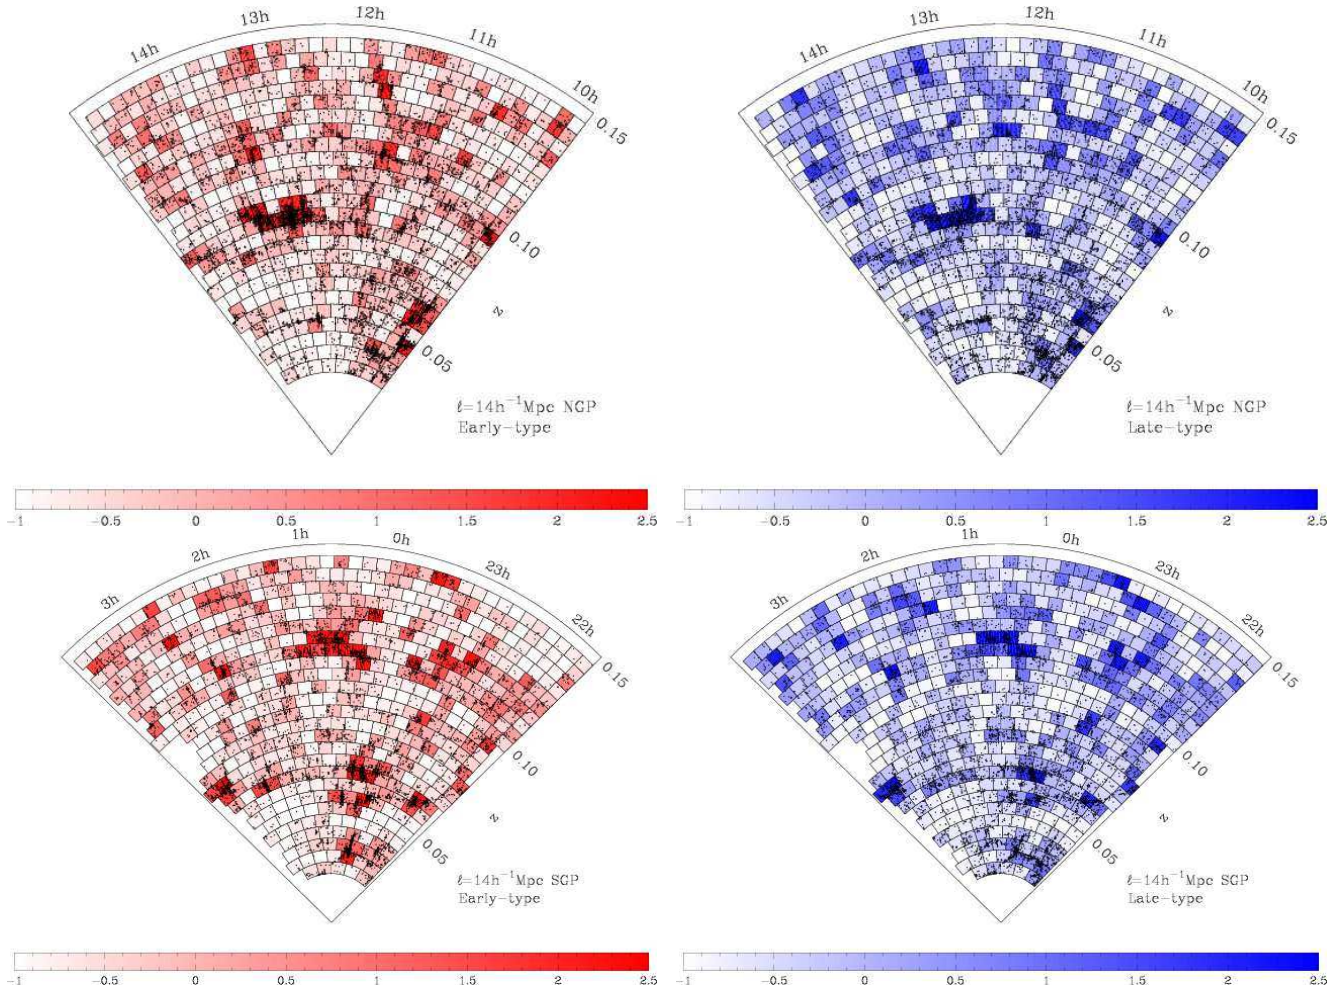 14h 13h 12h 11h 10h
0.15
0.10
z
0.05
ℓ=14h⁻¹Mpc NGP
Early-type
-1 -0.5 0 0.5 1 1.5 2 2.5
14h 13h 12h 11h 10h
0.15
0.10
z
0.05
ℓ=14h⁻¹Mpc NGP
Late-type
-1 -0.5 0 0.5 1 1.5 2 2.5
3h 2h 1h 0h 23h 22h
0.15
0.10
z
0.05
ℓ=14h⁻¹Mpc SGP
Early-type
-1 -0.5 0 0.5 1 1.5 2 2.5
3h 2h 1h 0h 23h 22h
0.15
0.10
z
0.05
ℓ=14h⁻¹Mpc SGP
Late-type
-1 -0.5 0 0.5 1 1.5 2 2.5